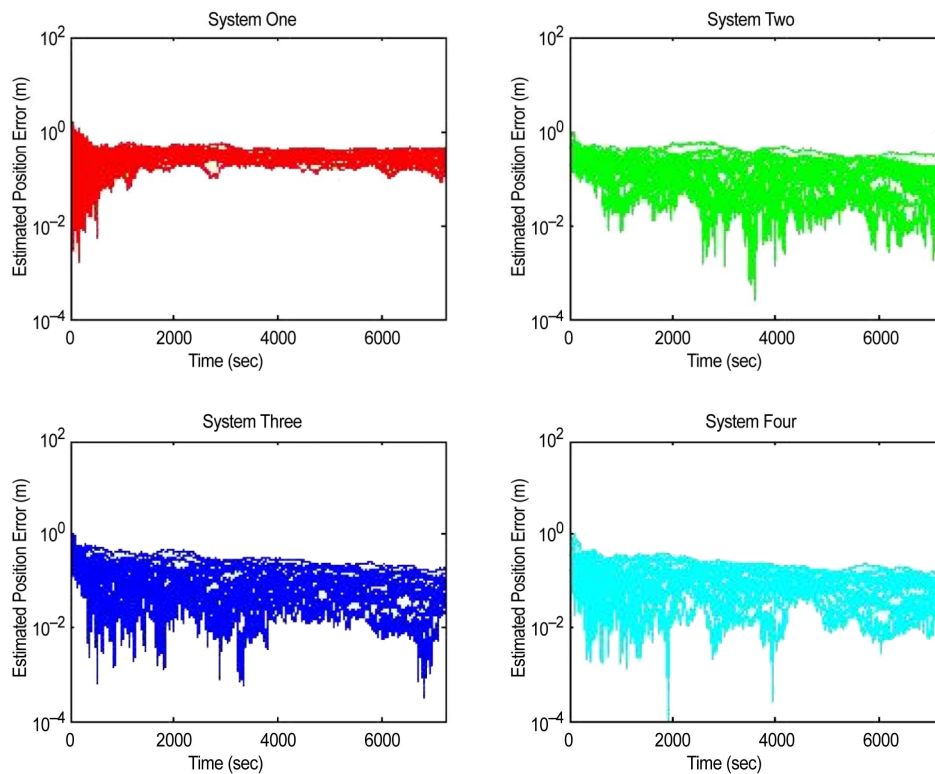 System One
10^2
10^0
10^−2
10^−4
Estimated Position Error (m)
0 2000 4000 6000
Time (sec)
System Two
10^2
10^0
10^−2
10^−4
Estimated Position Error (m)
0 2000 4000 6000
Time (sec)
System Three
10^2
10^0
10^−2
10^−4
Estimated Position Error (m)
0 2000 4000 6000
Time (sec)
System Four
10^2
10^0
10^−2
10^−4
Estimated Position Error (m)
0 2000 4000 6000
Time (sec)